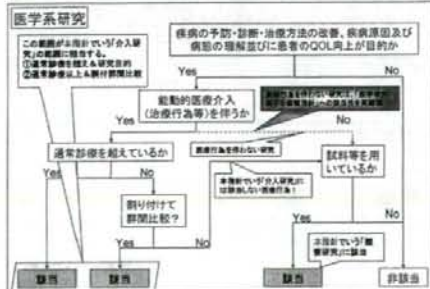 医学系研究
この範囲が本指針でいう「介入研
究」の範囲に相当する。
①通常診療を超え&研究目的
②通常診療以上&割付群間比較
疾病の予防・診断・治療方法の改善、疾病原因及び
病態の理解並びに患者のQOL向上が目的か
Yes
No
能動的医療介入
(治療行為等)を伴うか
Yes
No
医療行為を伴わない研究
通常診療を超えているか
試料等を用
いているか
本指針でいう「介入研究」に
は該当しない医療行為!
Yes
No
割り付けて
群間比較?
Yes
No
Yes
No
本指針でいう「観
察研究」に該当
該当
該当
該当
非該当